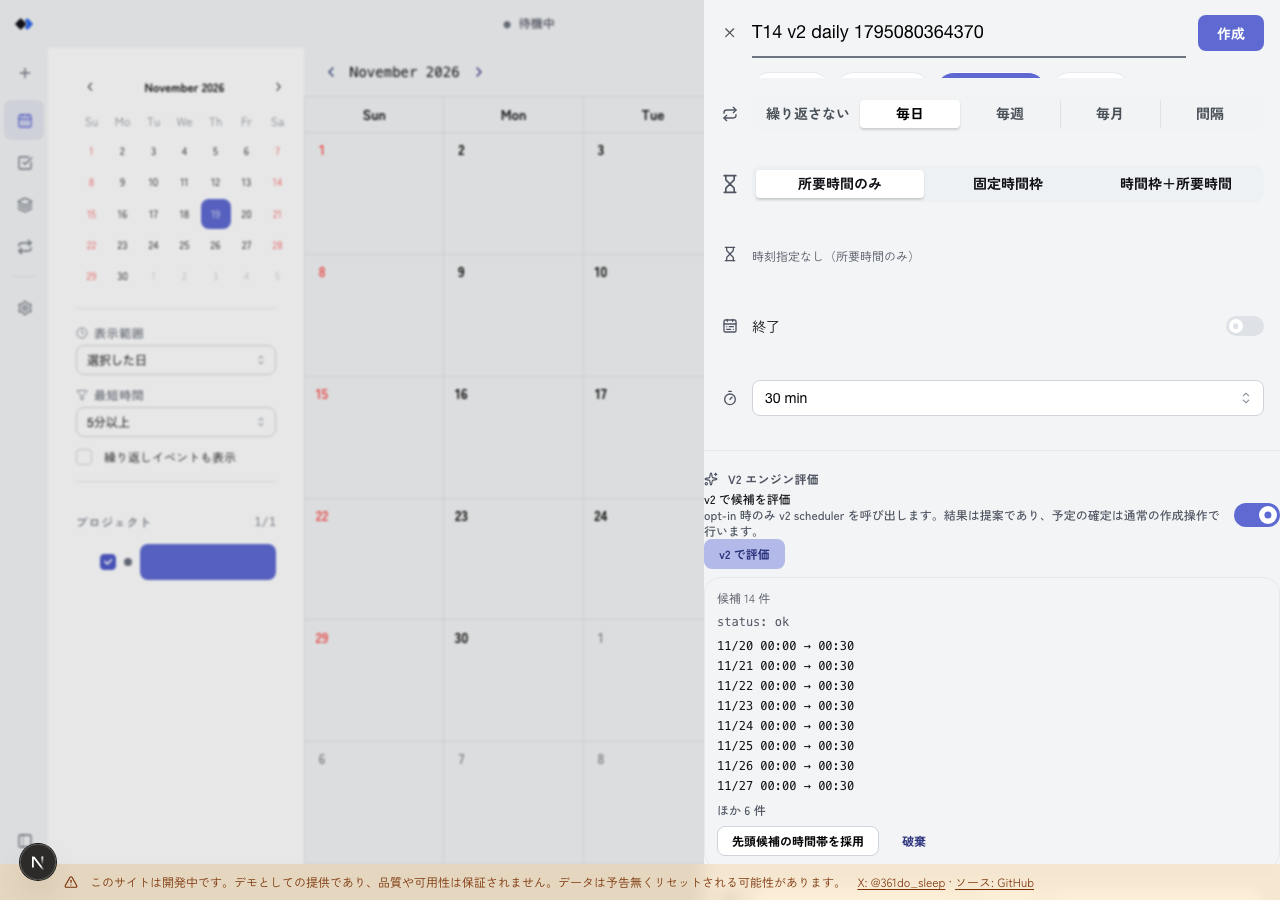 待機中
November 2026
Su Mo Tu We Th Fr Sa
1 2 3 4 5 6 7
8 9 10 11 12 13 14
15 16 17 18 19 20 21
22 23 24 25 26 27 28
29 30 1 2 3 4 5
表示範囲
選択した日
最短時間
5分以上
繰り返しイベントも表示
プロジェクト 1/1
November 2026
Sun Mon Tue
1 2 3
8 9 10
15 16 17
22 23 24
29 30 1
6 7 8
T14 v2 daily 1795080364370
作成
繰り返さない 毎日 毎週 毎月 間隔
所要時間のみ 固定時間枠 時間枠＋所要時間
時刻指定なし（所要時間のみ）
終了
30 min
V2 エンジン評価
v2 で候補を評価
opt-in 時のみ v2 scheduler を呼び出します。結果は提案であり、予定の確定は通常の作成操作で
行います。
v2 で評価
候補 14 件
status: ok
11/20 00:00 → 00:30
11/21 00:00 → 00:30
11/22 00:00 → 00:30
11/23 00:00 → 00:30
11/24 00:00 → 00:30
11/25 00:00 → 00:30
11/26 00:00 → 00:30
11/27 00:00 → 00:30
ほか 6 件
先頭候補の時間帯を採用 破棄
N
このサイトは開発中です。デモとしての提供であり、品質や可用性は保証されません。データは予告無くリセットされる可能性があります。 X: @361do_sleep · ソース: GitHub